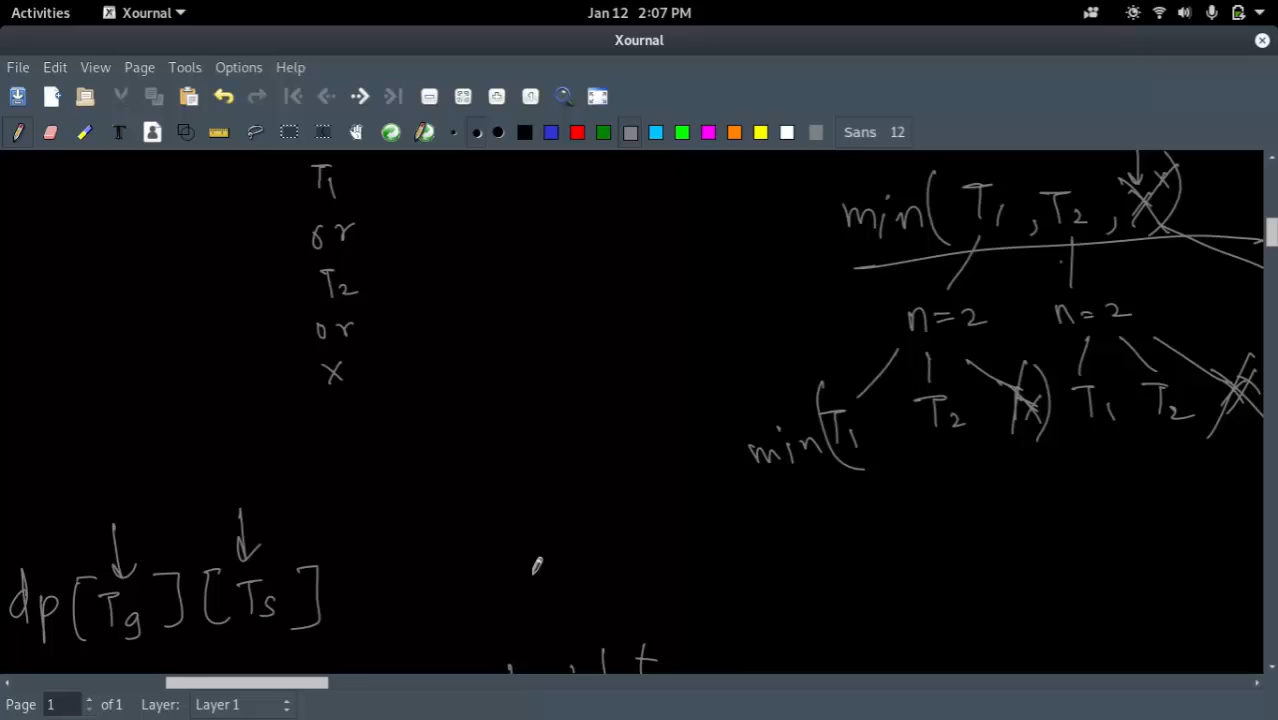 Activities Xournal Jan 12 2:07 PM
Xournal
File Edit View Page Tools Options Help
Sans 12
T1
or
T2
or
X
min(T1, T2, X)
n=2 n=2
min(T1 T2 X) T1 T2 X
dp[Tg][Ts]
Page 1 of 1 Layer: Layer 1